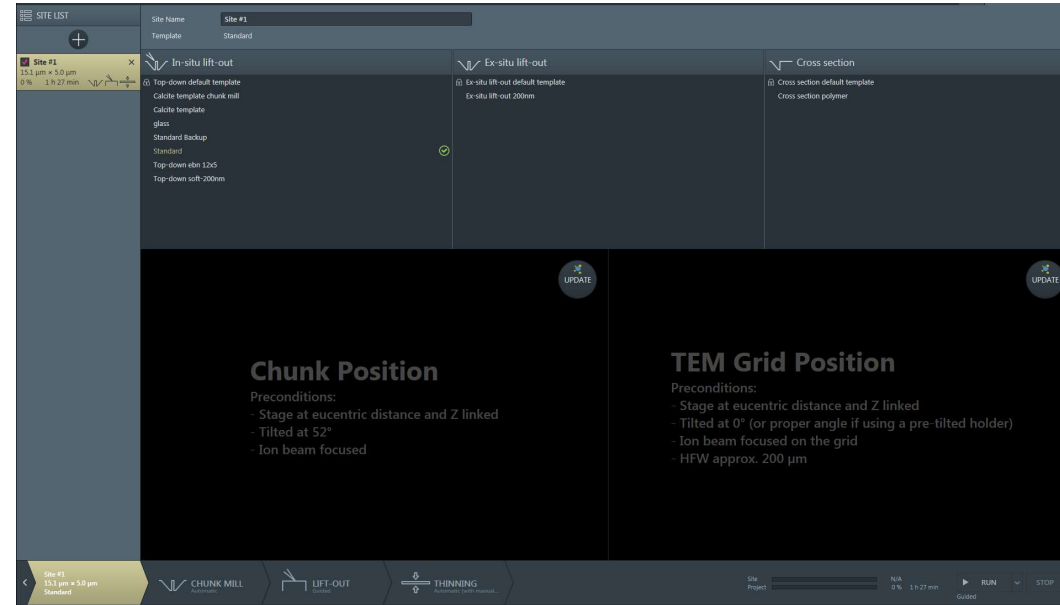 SITE LIST
Site #1
15.1 µm × 5.0 µm
0 % 1 h 27 min
Site Name Site #1
Template Standard
In-situ lift-out
Top-down default template
Calcite template chunk mill
Calcite template
glass
Standard Backup
Standard
Top-down ebn 12x5
Top-down soft-200nm
Ex-situ lift-out
Ex-situ lift-out default template
Ex-situ lift-out 200nm
Cross section
Cross section default template
Cross section polymer
UPDATE
Chunk Position
Preconditions:
- Stage at eucentric distance and Z linked
- Tilted at 52°
- Ion beam focused
UPDATE
TEM Grid Position
Preconditions:
- Stage at eucentric distance and Z linked
- Tilted at 0° (or proper angle if using a pre-tilted holder)
- Ion beam focused on the grid
- HFW approx. 200 µm
Site #1
15.1 µm × 5.0 µm
Standard
CHUNK MILL
Automatic
LIFT-OUT
Guided
THINNING
Automatic (with manual...
Site N/A
Project 0 % 1 h 27 min
RUN
Guided
STOP